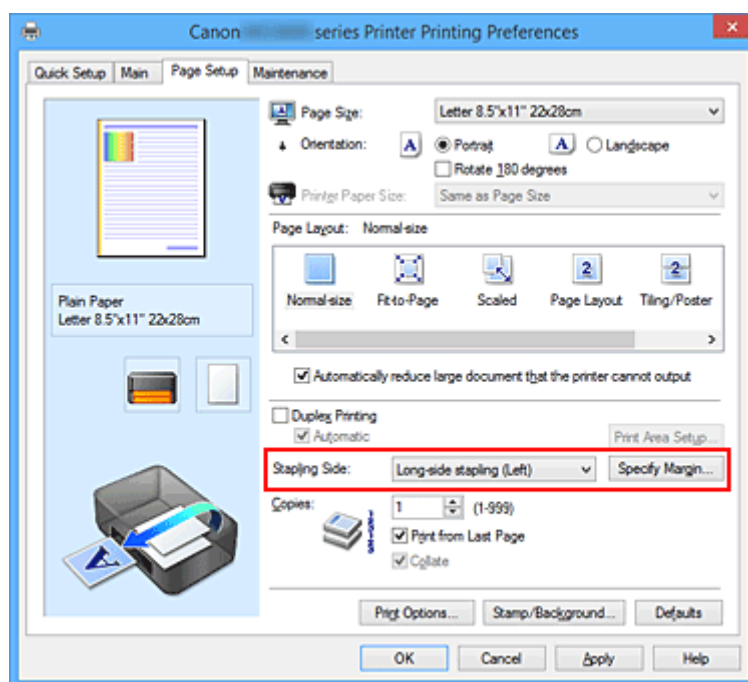 Canon series Printer Printing Preferences
Quick Setup Main Page Setup Maintenance
Page Size: Letter 8.5"x11" 22x28cm
Orientation: A Portrait A Landscape
Rotate 180 degrees
Printer Paper Size: Same as Page Size
Page Layout: Normal-size
2 2
Normal-size Fit-to-Page Scaled Page Layout Tiling/Poster
Plain Paper
Letter 8.5"x11" 22x28cm
Automatically reduce large document that the printer cannot output
Duplex Printing
Automatic
Print Area Setup...
Stapling Side: Long-side stapling (Left) Specify Margin...
Copies: 1 (1-999)
Print from Last Page
Collate
A
Print Options... Stamp/Background... Defaults
OK Cancel Apply Help